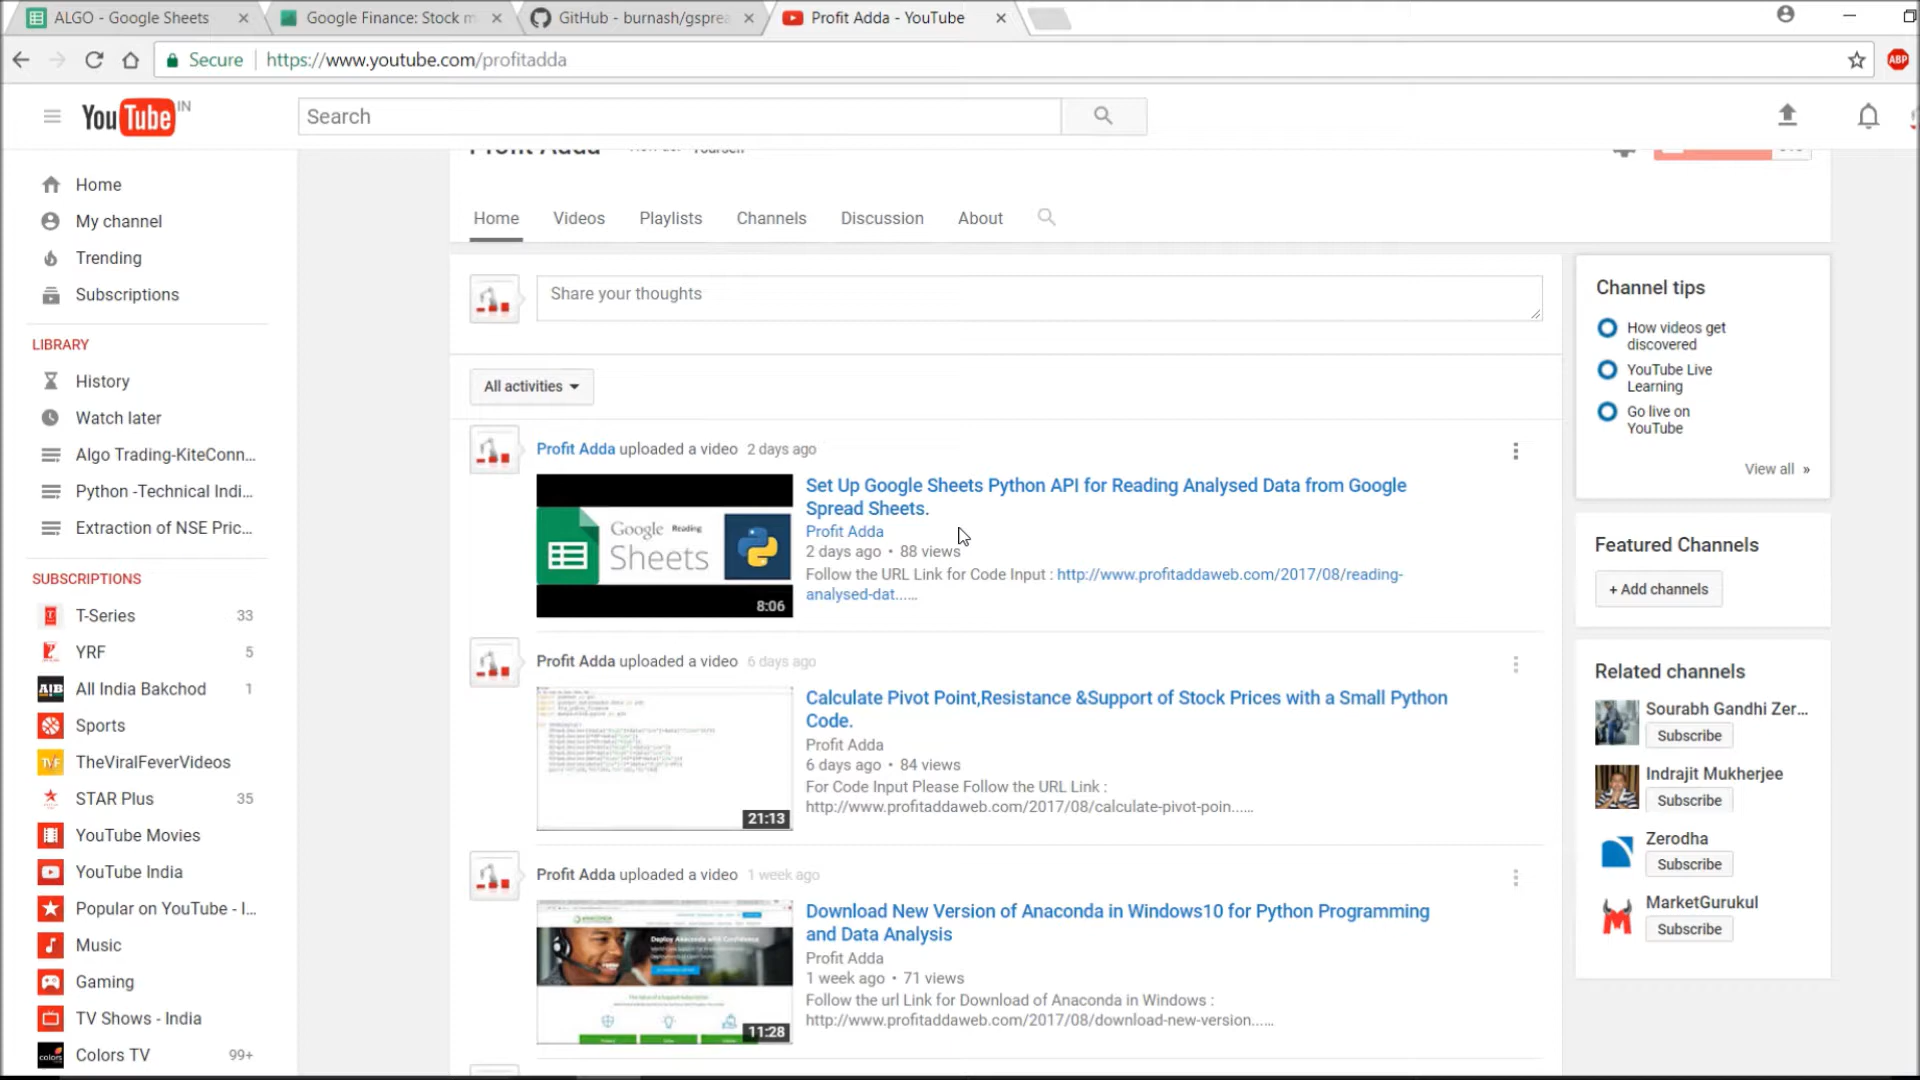 ALGO - Google Sheets
Google Finance: Stock m
GitHub - burnash/gsprea
Profit Adda - YouTube
Secure
https://www.youtube.com/profitadda
ABP
YouTube IN
Search
Profit Adda
Yourself
Home
My channel
Trending
Subscriptions
LIBRARY
History
Watch later
Algo Trading-KiteConn...
Python -Technical Indi...
Extraction of NSE Pric...
SUBSCRIPTIONS
T-Series 33
YRF 5
All India Bakchod 1
Sports
TheViralFeverVideos
STAR Plus 35
YouTube Movies
YouTube India
Popular on YouTube - I...
Music
Gaming
TV Shows - India
Colors TV 99+
Home Videos Playlists Channels Discussion About
Share your thoughts
All activities
Profit Adda uploaded a video 2 days ago
Google Reading
Sheets
8:06
Set Up Google Sheets Python API for Reading Analysed Data from Google
Spread Sheets.
Profit Adda
2 days ago • 88 views
Follow the URL Link for Code Input : http://www.profitaddaweb.com/2017/08/reading-
analysed-dat......
Profit Adda uploaded a video 6 days ago
21:13
Calculate Pivot Point,Resistance &Support of Stock Prices with a Small Python
Code.
Profit Adda
6 days ago • 84 views
For Code Input Please Follow the URL Link :
http://www.profitaddaweb.com/2017/08/calculate-pivot-poin......
Profit Adda uploaded a video 1 week ago
ANACONDA
Deploy Anaconda with Confidence
11:28
Download New Version of Anaconda in Windows10 for Python Programming
and Data Analysis
Profit Adda
1 week ago • 71 views
Follow the url Link for Download of Anaconda in Windows :
http://www.profitaddaweb.com/2017/08/download-new-version......
Channel tips
How videos get
discovered
YouTube Live
Learning
Go live on
YouTube
View all »
Featured Channels
+ Add channels
Related channels
Sourabh Gandhi Zer...
Subscribe
Indrajit Mukherjee
Subscribe
Zerodha
Subscribe
MarketGurukul
Subscribe